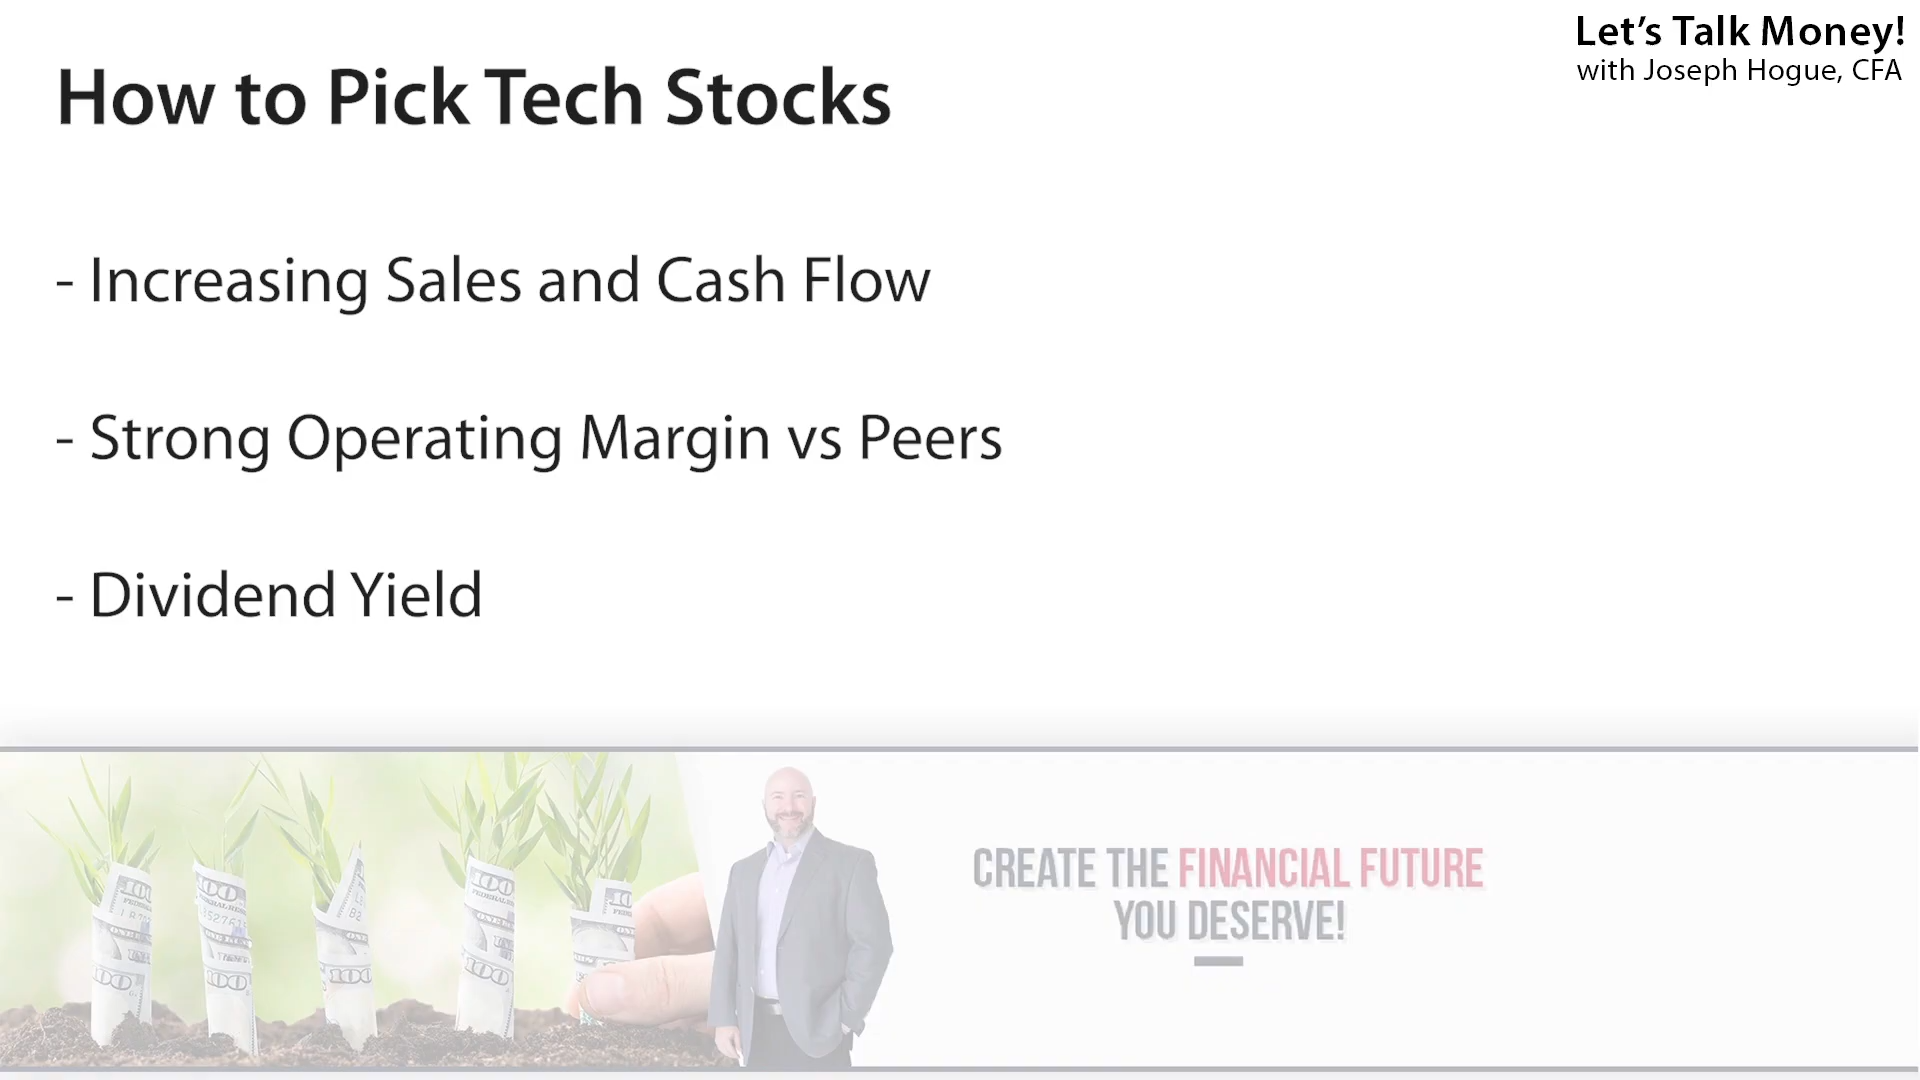 Let's Talk Money!
with Joseph Hogue, CFA
How to Pick Tech Stocks
- Increasing Sales and Cash Flow
- Strong Operating Margin vs Peers
- Dividend Yield
CREATE THE FINANCIAL FUTURE
YOU DESERVE!